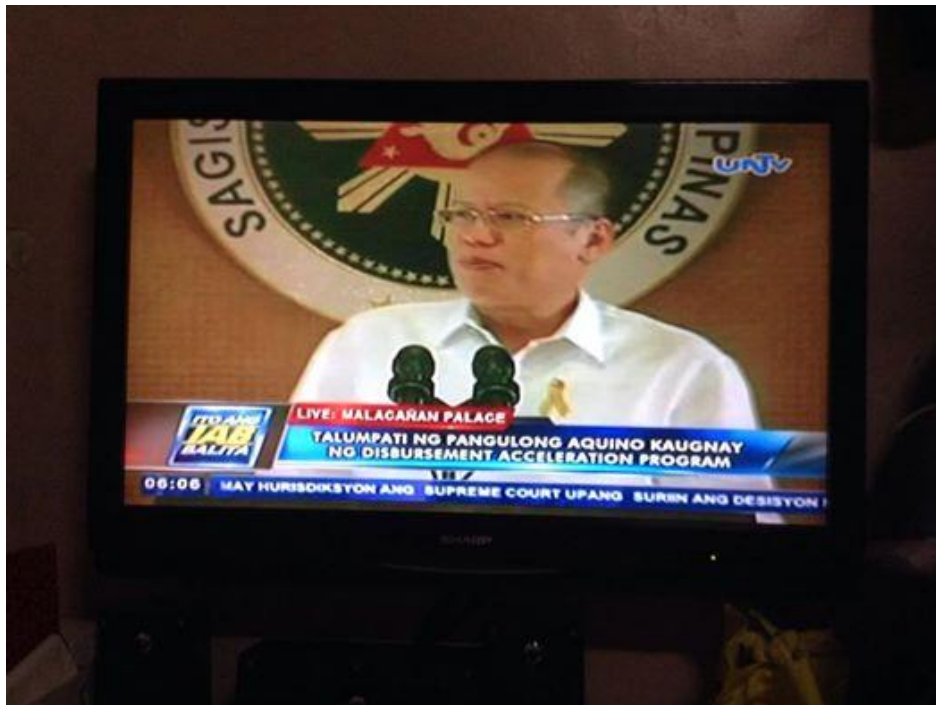 SAGIS
PINAS
UNTV
LIVE: MALACAÑAN PALACE
ITO ANG
BALITA
TALUMPATI NG PANGULONG AQUINO KAUGNAY
NG DISBURSEMENT ACCELERATION PROGRAM
06:06 MAY HURISDIKSYON ANG SUPREME COURT UPANG SURIIN ANG DESISYON N
SHARP